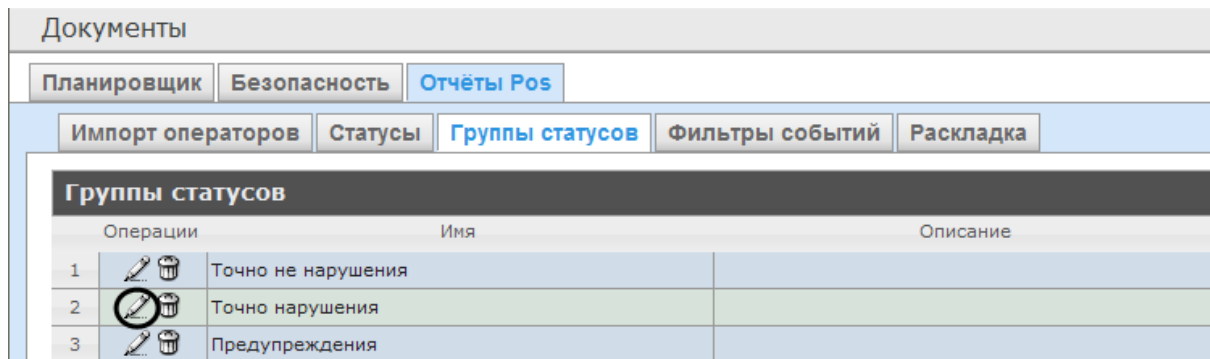 Документы
Планировщик Безопасность Отчёты Pos
Импорт операторов Статусы Группы статусов Фильтры событий Раскладка
Группы статусов
Операции Имя Описание
1 Точно не нарушения
2 Точно нарушения
3 Предупреждения